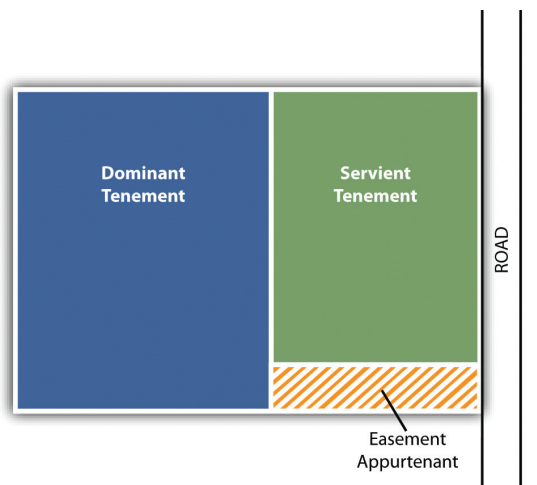 Dominant
Tenement
Servient
Tenement
ROAD
Easement
Appurtenant